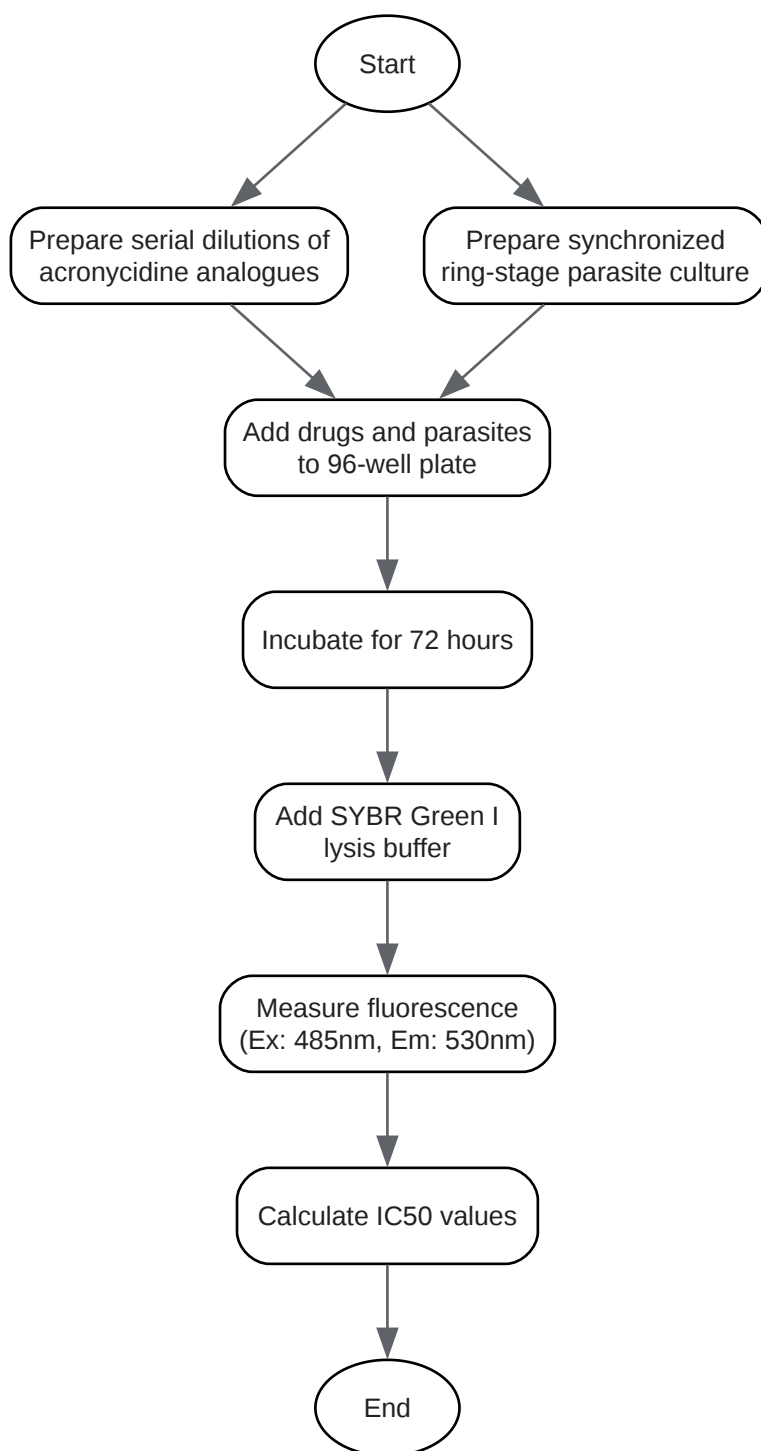 Start
Prepare serial dilutions of
acronycidine analogues
Prepare synchronized
ring-stage parasite culture
Add drugs and parasites
to 96-well plate
Incubate for 72 hours
Add SYBR Green I
lysis buffer
Measure fluorescence
(Ex: 485nm, Em: 530nm)
Calculate IC50 values
End